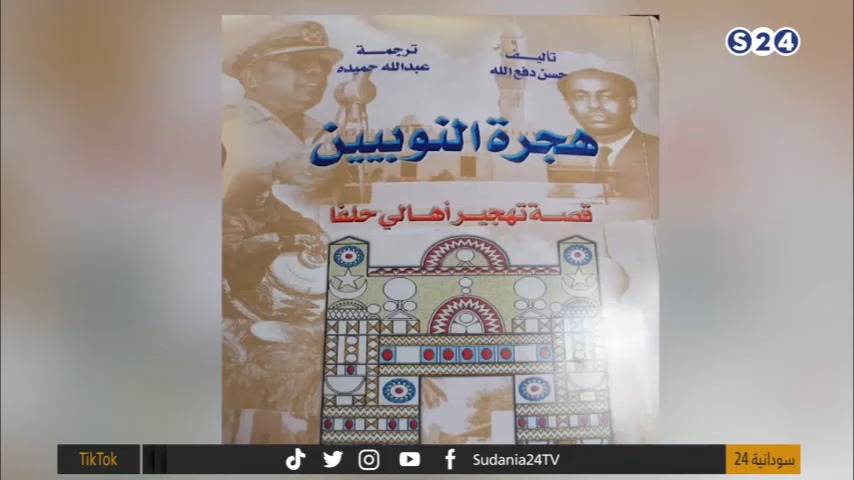 S24
تأليف
حسن دفع الله
ترجمة
عبدالله حميده
هجرة النوبيين
قصة تهجير أهالي حلفا
TikTok
Sudania24TV
سودانية 24